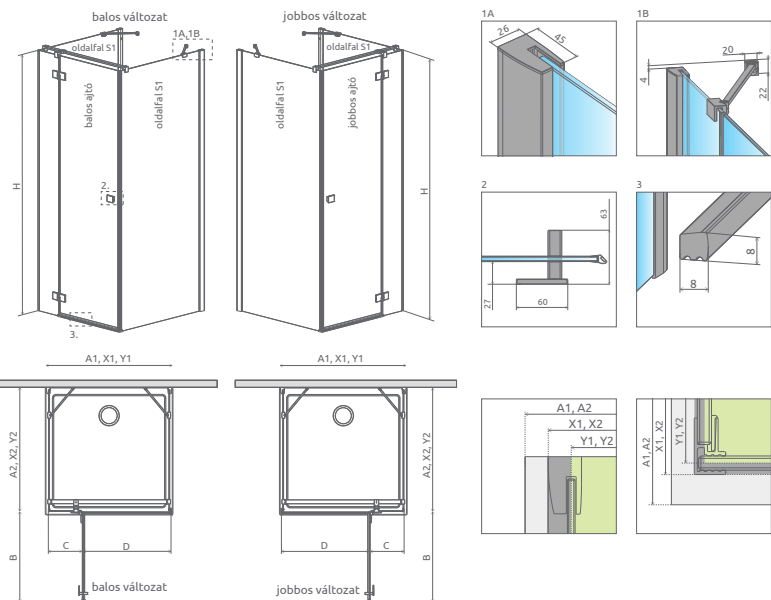 balos változat
1A,1B
oldalfal S1
balos ajtó
oldalfal S1
H
2.
3.
jobbos változat
oldalfal S1
oldalfal S1
jobbos ajtó
H
1A
26
45
1B
20
4
22
2
63
27
60
3
8
8
A1, X1, Y1
A2, X2, Y2
B
C
D
balos változat
A1, X1, Y1
A2, X2, Y2
D
C
B
jobbos változat
A1, A2
X1, X2
Y1, Y2
A1, A2
X1, X2
Y1, Y2